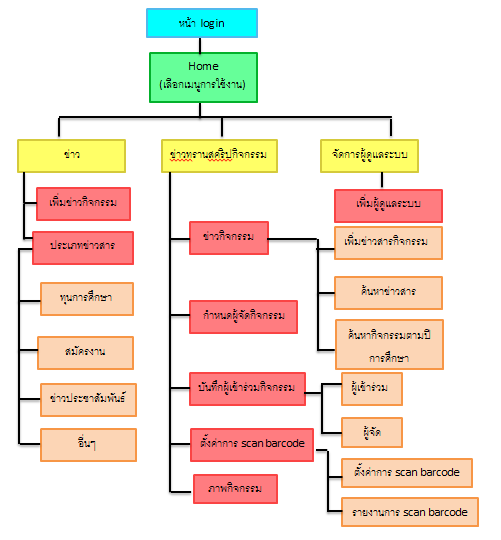 หน้า login
Home
(เลือกเมนูการใช้งาน)
ข่าว
เพิ่มข่าวกิจกรรม
ประเภทข่าวสาร
ทุนการศึกษา
สมัครงาน
ข่าวประชาสัมพันธ์
อื่นๆ
ข่าวทรานสคริปกิจกรรม
ข่าวกิจกรรม
กำหนดผู้จัดกิจกรรม
บันทึกผู้เข้าร่วมกิจกรรม
ตั้งค่าการ scan barcode
ภาพกิจกรรม
จัดการผู้ดูแลระบบ
เพิ่มผู้ดูแลระบบ
เพิ่มข่าวสารกิจกรรม
ค้นหาข่าวสาร
ค้นหากิจกรรมตามปี
การศึกษา
ผู้เข้าร่วม
ผู้จัด
ตั้งค่าการ scan barcode
รายงานการ scan barcode